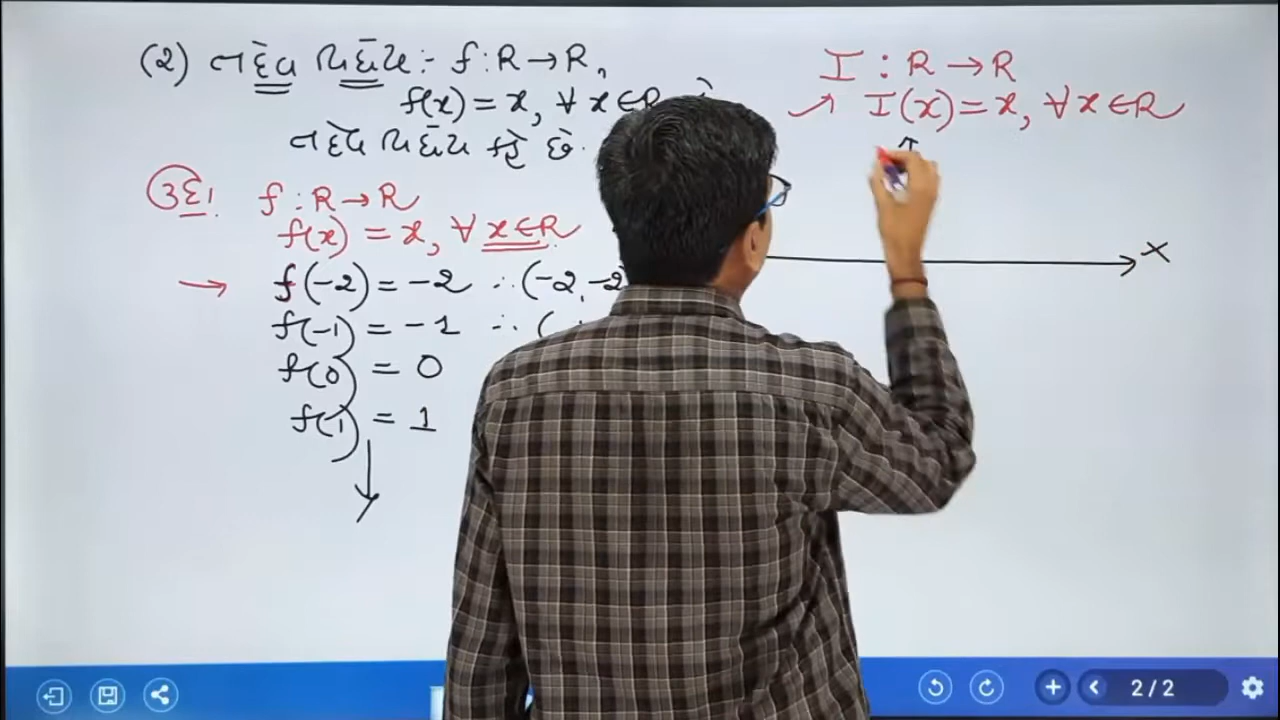 (2) તદેવ વિધેય:- f : R → R,
f(x) = x, ∀ x ∈ R
તદેવ વિધેય કહે છે.
ઉદા
f : R → R
f(x) = x, ∀ x ∈ R
→ f(-2) = -2 ∴ (-2, -2
f(-1) = -1 ∴ (
f(0) = 0
f(1) = 1
I : R → R
→ I(x) = x, ∀ x ∈ R
X
2/2